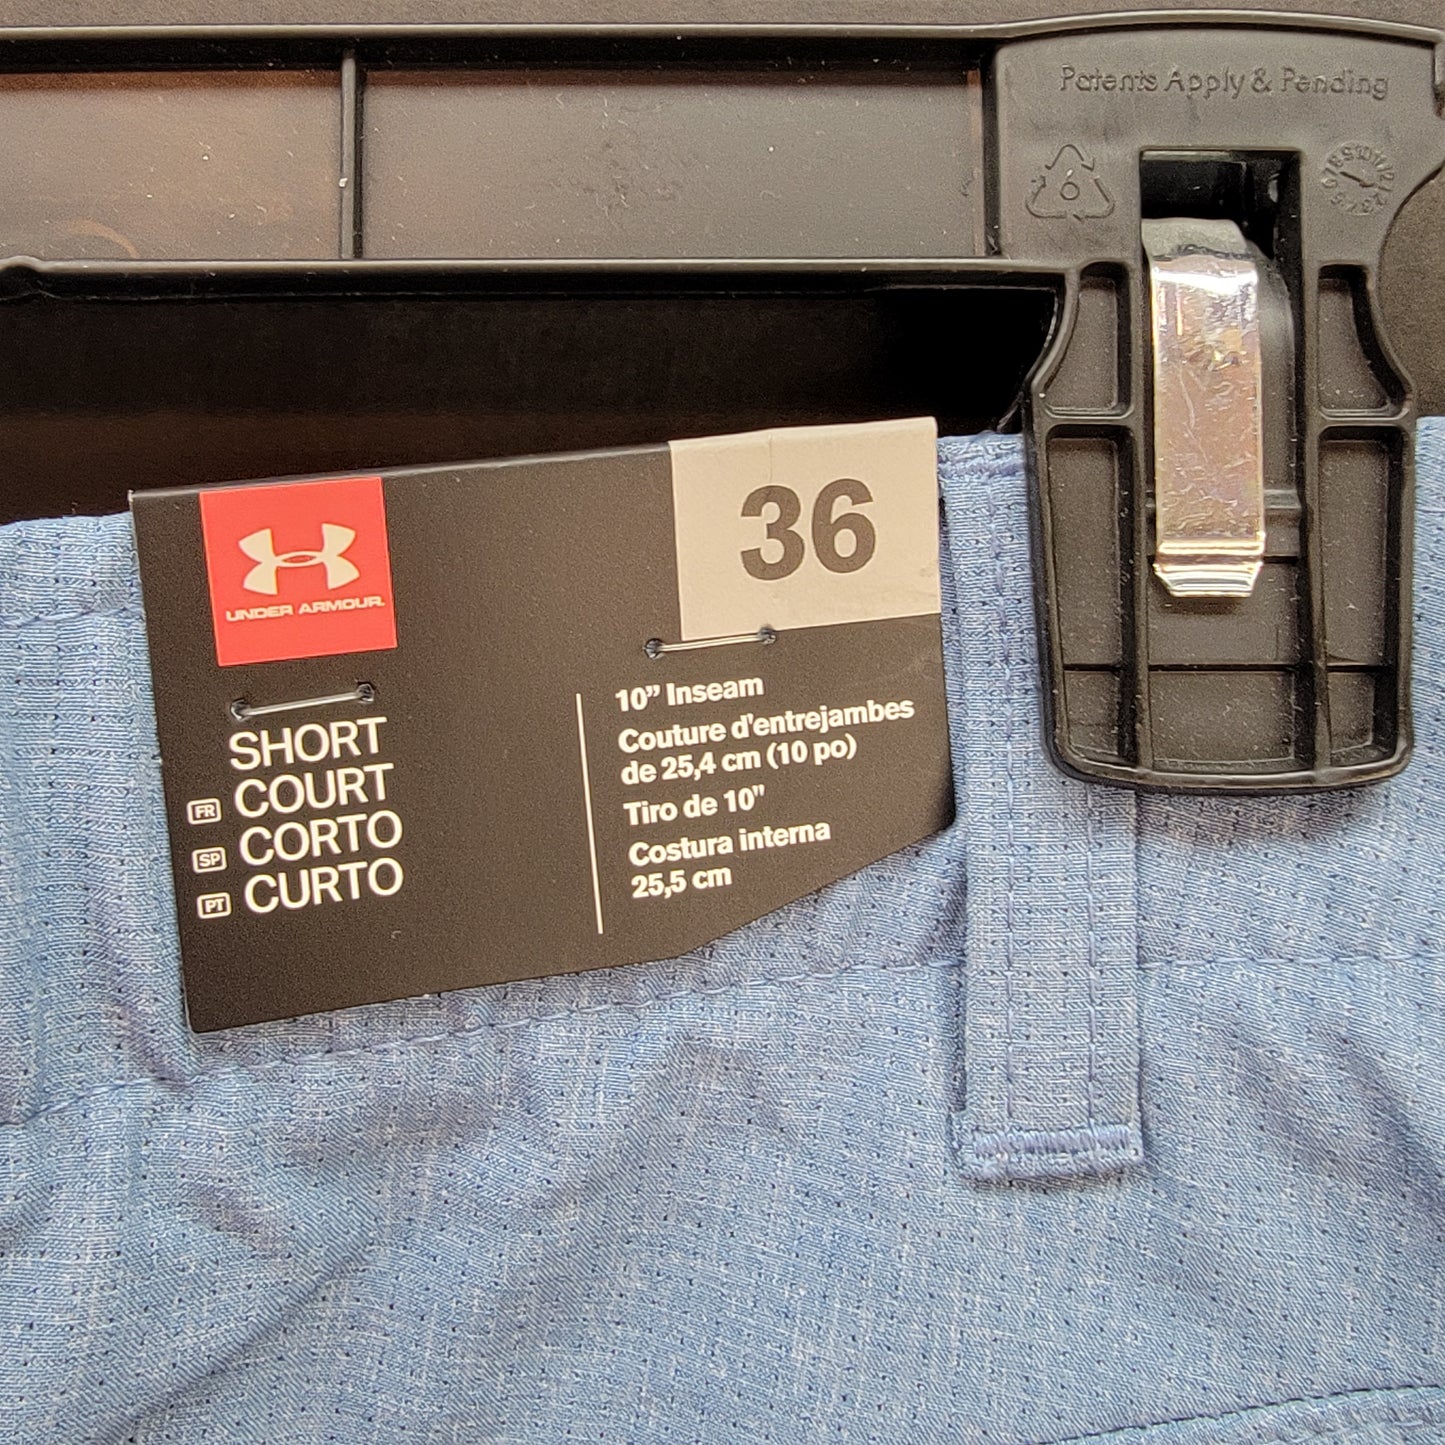 Patents Apply & Pending
6
36
UNDER ARMOUR
SHORT
FR COURT
SP CORTO
PT CURTO
10” Inseam
Couture d'entrejambes
de 25,4 cm (10 po)
Tiro de 10"
Costura interna
25,5 cm